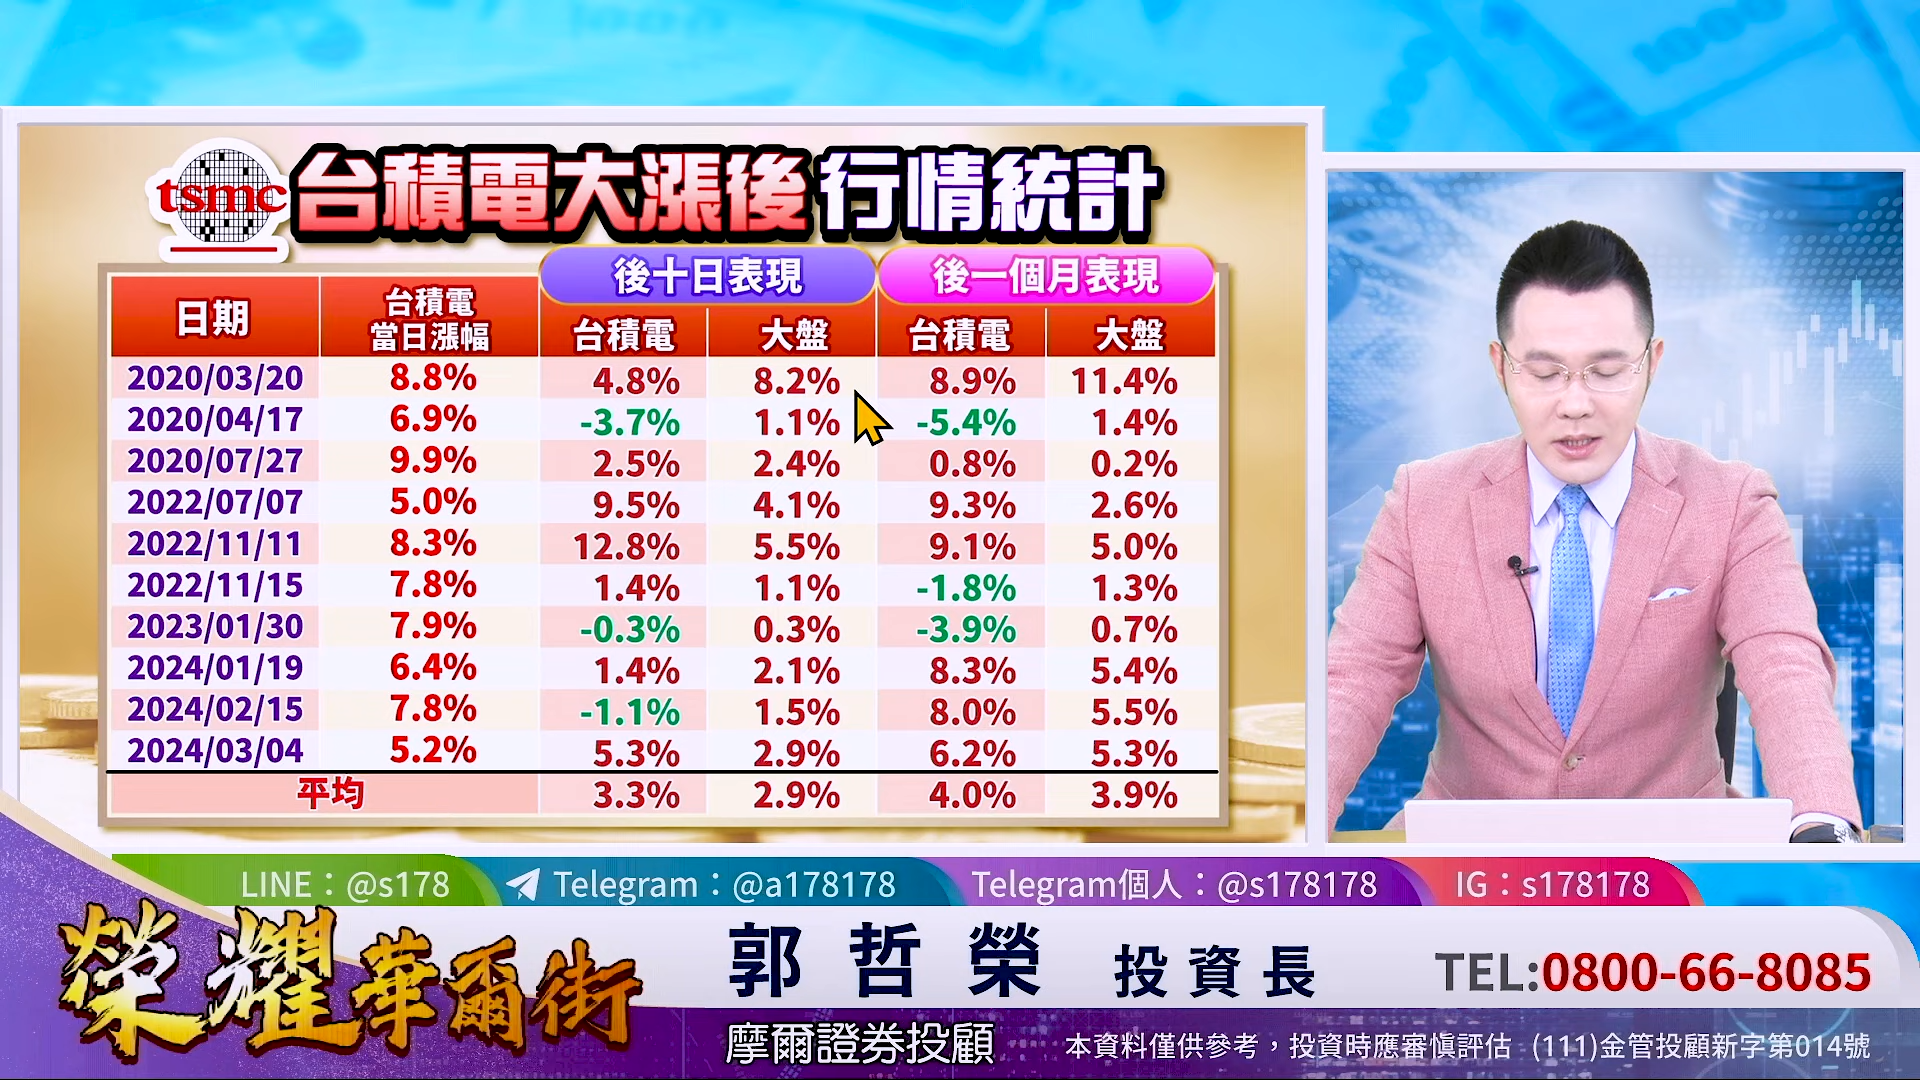 tsmc 台積電大漲後行情統計
後十日表現 後一個月表現
日期 台積電當日漲幅 台積電 大盤 台積電 大盤
2020/03/20 8.8% 4.8% 8.2% 8.9% 11.4%
2020/04/17 6.9% -3.7% 1.1% -5.4% 1.4%
2020/07/27 9.9% 2.5% 2.4% 0.8% 0.2%
2022/07/07 5.0% 9.5% 4.1% 9.3% 2.6%
2022/11/11 8.3% 12.8% 5.5% 9.1% 5.0%
2022/11/15 7.8% 1.4% 1.1% -1.8% 1.3%
2023/01/30 7.9% -0.3% 0.3% -3.9% 0.7%
2024/01/19 6.4% 1.4% 2.1% 8.3% 5.4%
2024/02/15 7.8% -1.1% 1.5% 8.0% 5.5%
2024/03/04 5.2% 5.3% 2.9% 6.2% 5.3%
平均 3.3% 2.9% 4.0% 3.9%
LINE：@s178 Telegram：@a178178 Telegram個人：@s178178 IG：s178178
榮耀華爾街 郭哲榮 投資長 TEL:0800-66-8085
摩爾證券投顧 本資料僅供參考，投資時應審慎評估 (111)金管投顧新字第014號